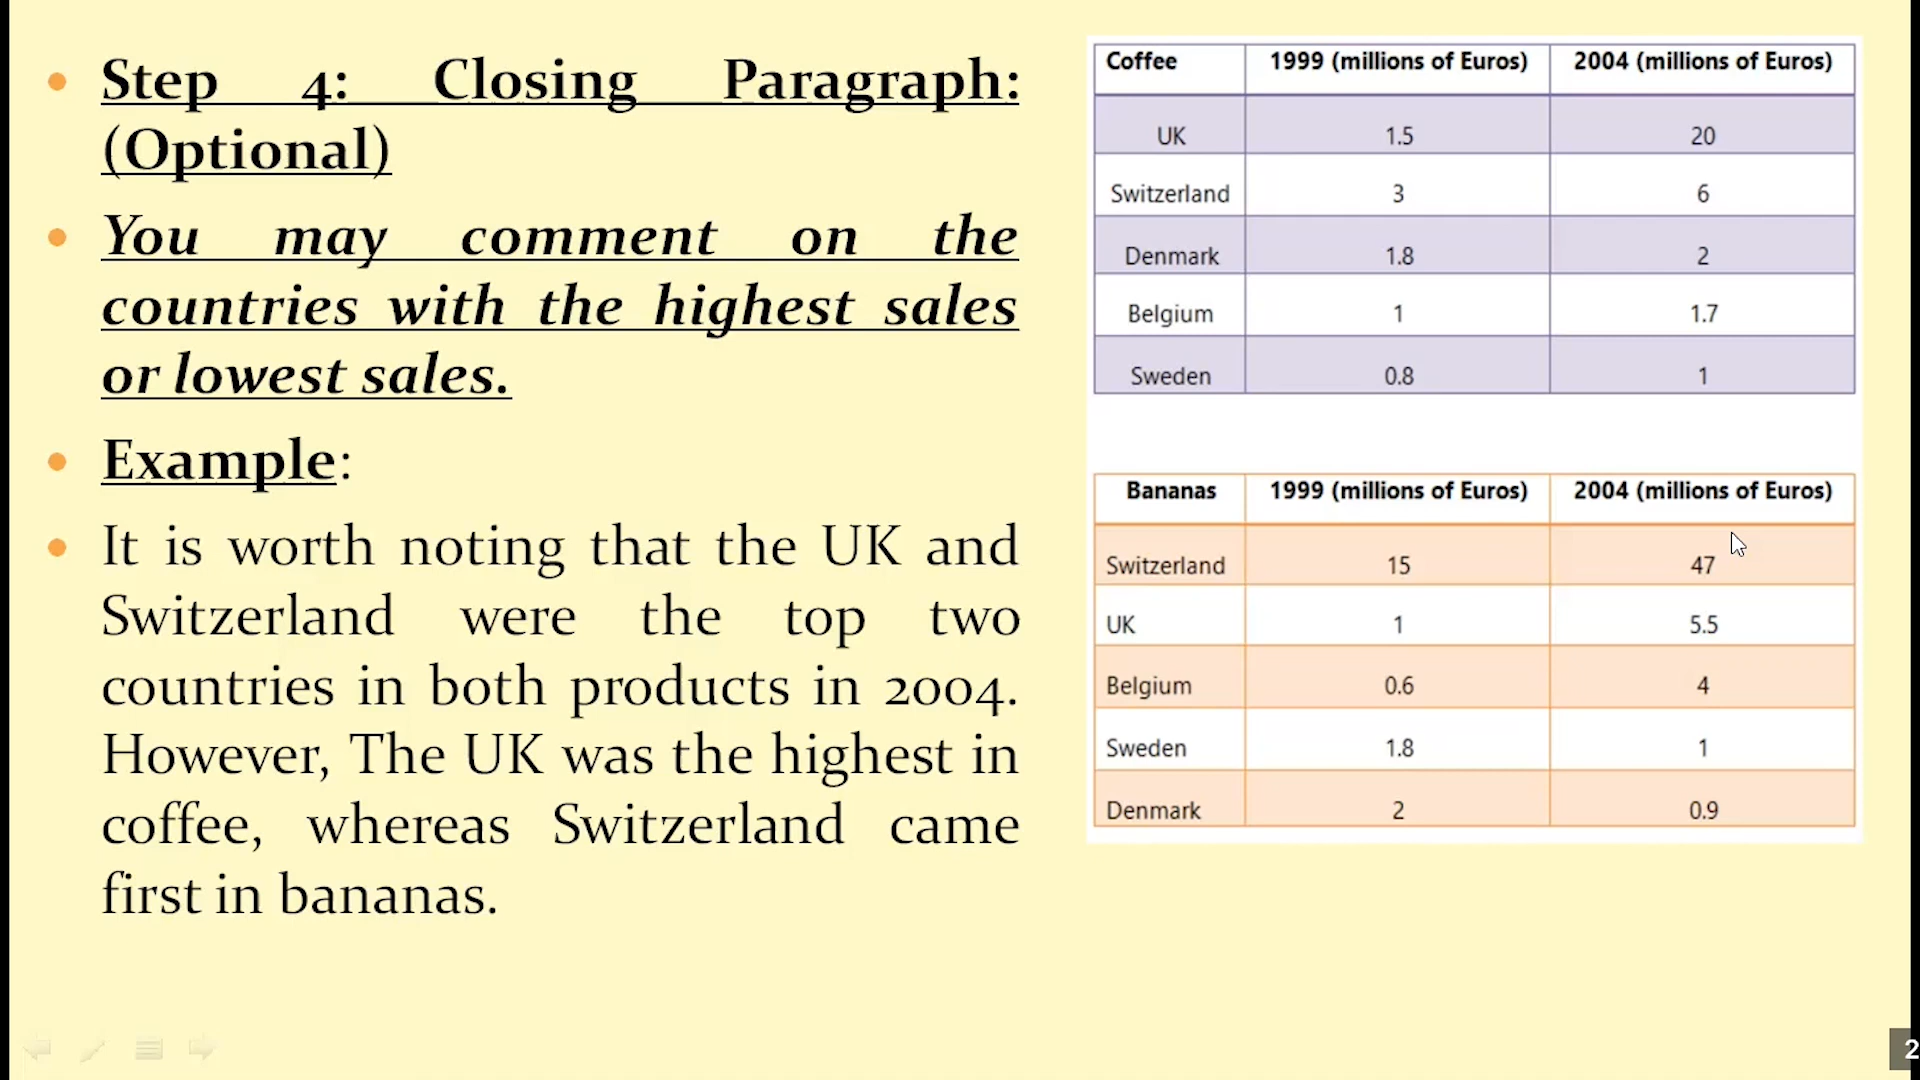 Step 4: Closing Paragraph:
(Optional)
You may comment on the
countries with the highest sales
or lowest sales.
Example:
It is worth noting that the UK and
Switzerland were the top two
countries in both products in 2004.
However, The UK was the highest in
coffee, whereas Switzerland came
first in bananas.
Coffee 1999 (millions of Euros) 2004 (millions of Euros)
UK 1.5 20
Switzerland 3 6
Denmark 1.8 2
Belgium 1 1.7
Sweden 0.8 1
Bananas 1999 (millions of Euros) 2004 (millions of Euros)
Switzerland 15 47
UK 1 5.5
Belgium 0.6 4
Sweden 1.8 1
Denmark 2 0.9
2